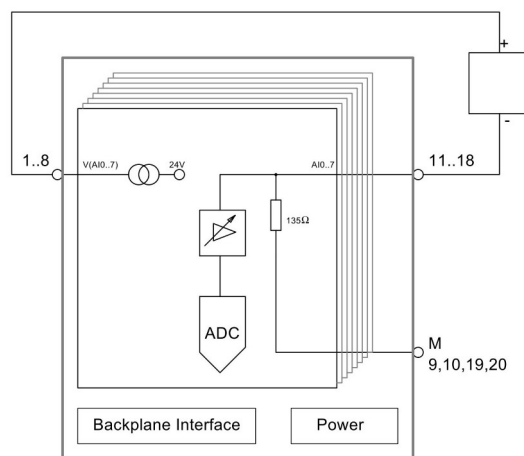 +
-
1..8
V(AI0..7)
24V
AI0..7
11..18
135Ω
ADC
M
9,10,19,20
Backplane Interface
Power